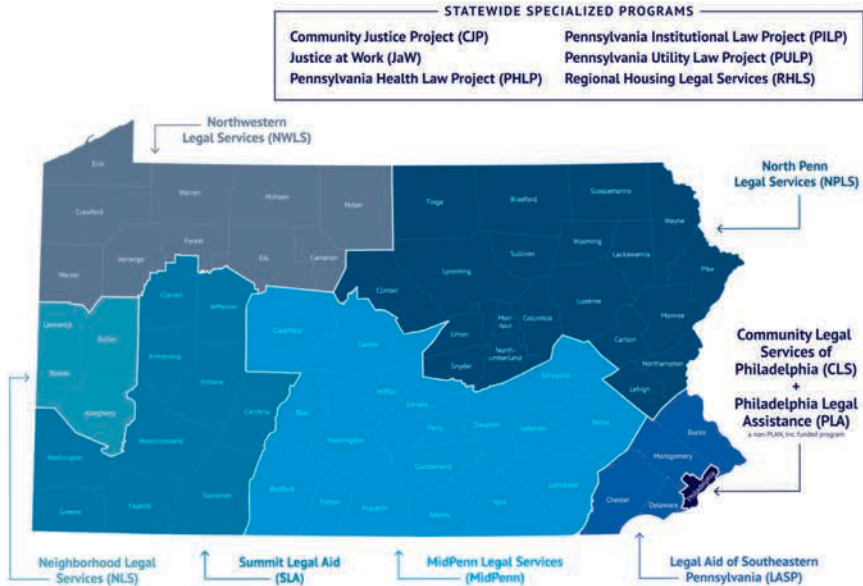 STATEWIDE SPECIALIZED PROGRAMS
Community Justice Project (CJP)
Pennsylvania Institutional Law Project (PILP)
Justice at Work (JaW)
Pennsylvania Utility Law Project (PULP)
Pennsylvania Health Law Project (PHLP)
Regional Housing Legal Services (RHLS)
Northwestern
Legal Services (NWLS)
North Penn
Legal Services (NPLS)
Erie
Crawford
Warren
McKean
Potter
Mercer
Venango
Forest
Elk
Cameron
Tioga
Bradford
Susquehanna
Wayne
Wyoming
Lackawanna
Sullivan
Pike
Lycoming
Clinton
Luzerne
Monroe
Columbia
Mon-
tour
Union
Carbon
North-
umberland
Snyder
Northampton
Lehigh
Lawrence
Butler
Beaver
Allegheny
Clarion
Jefferson
Armstrong
Indiana
Cambria
Westmoreland
Washington
Greene
Fayette
Somerset
Clearfield
Centre
Mifflin
Juniata
Schuylkill
Blair
Huntingdon
Perry
Dauphin
Lebanon
Berks
Cumberland
Bedford
Fulton
Franklin
Adams
York
Lancaster
Bucks
Montgomery
Chester
Delaware
Philadelphia
Community Legal
Services of
Philadelphia (CLS)
+
Philadelphia Legal
Assistance (PLA)
a non-PLAN, Inc. funded program
Neighborhood Legal
Services (NLS)
Summit Legal Aid
(SLA)
MidPenn Legal Services
(MidPenn)
Legal Aid of Southeastern
Pennsylvania (LASP)